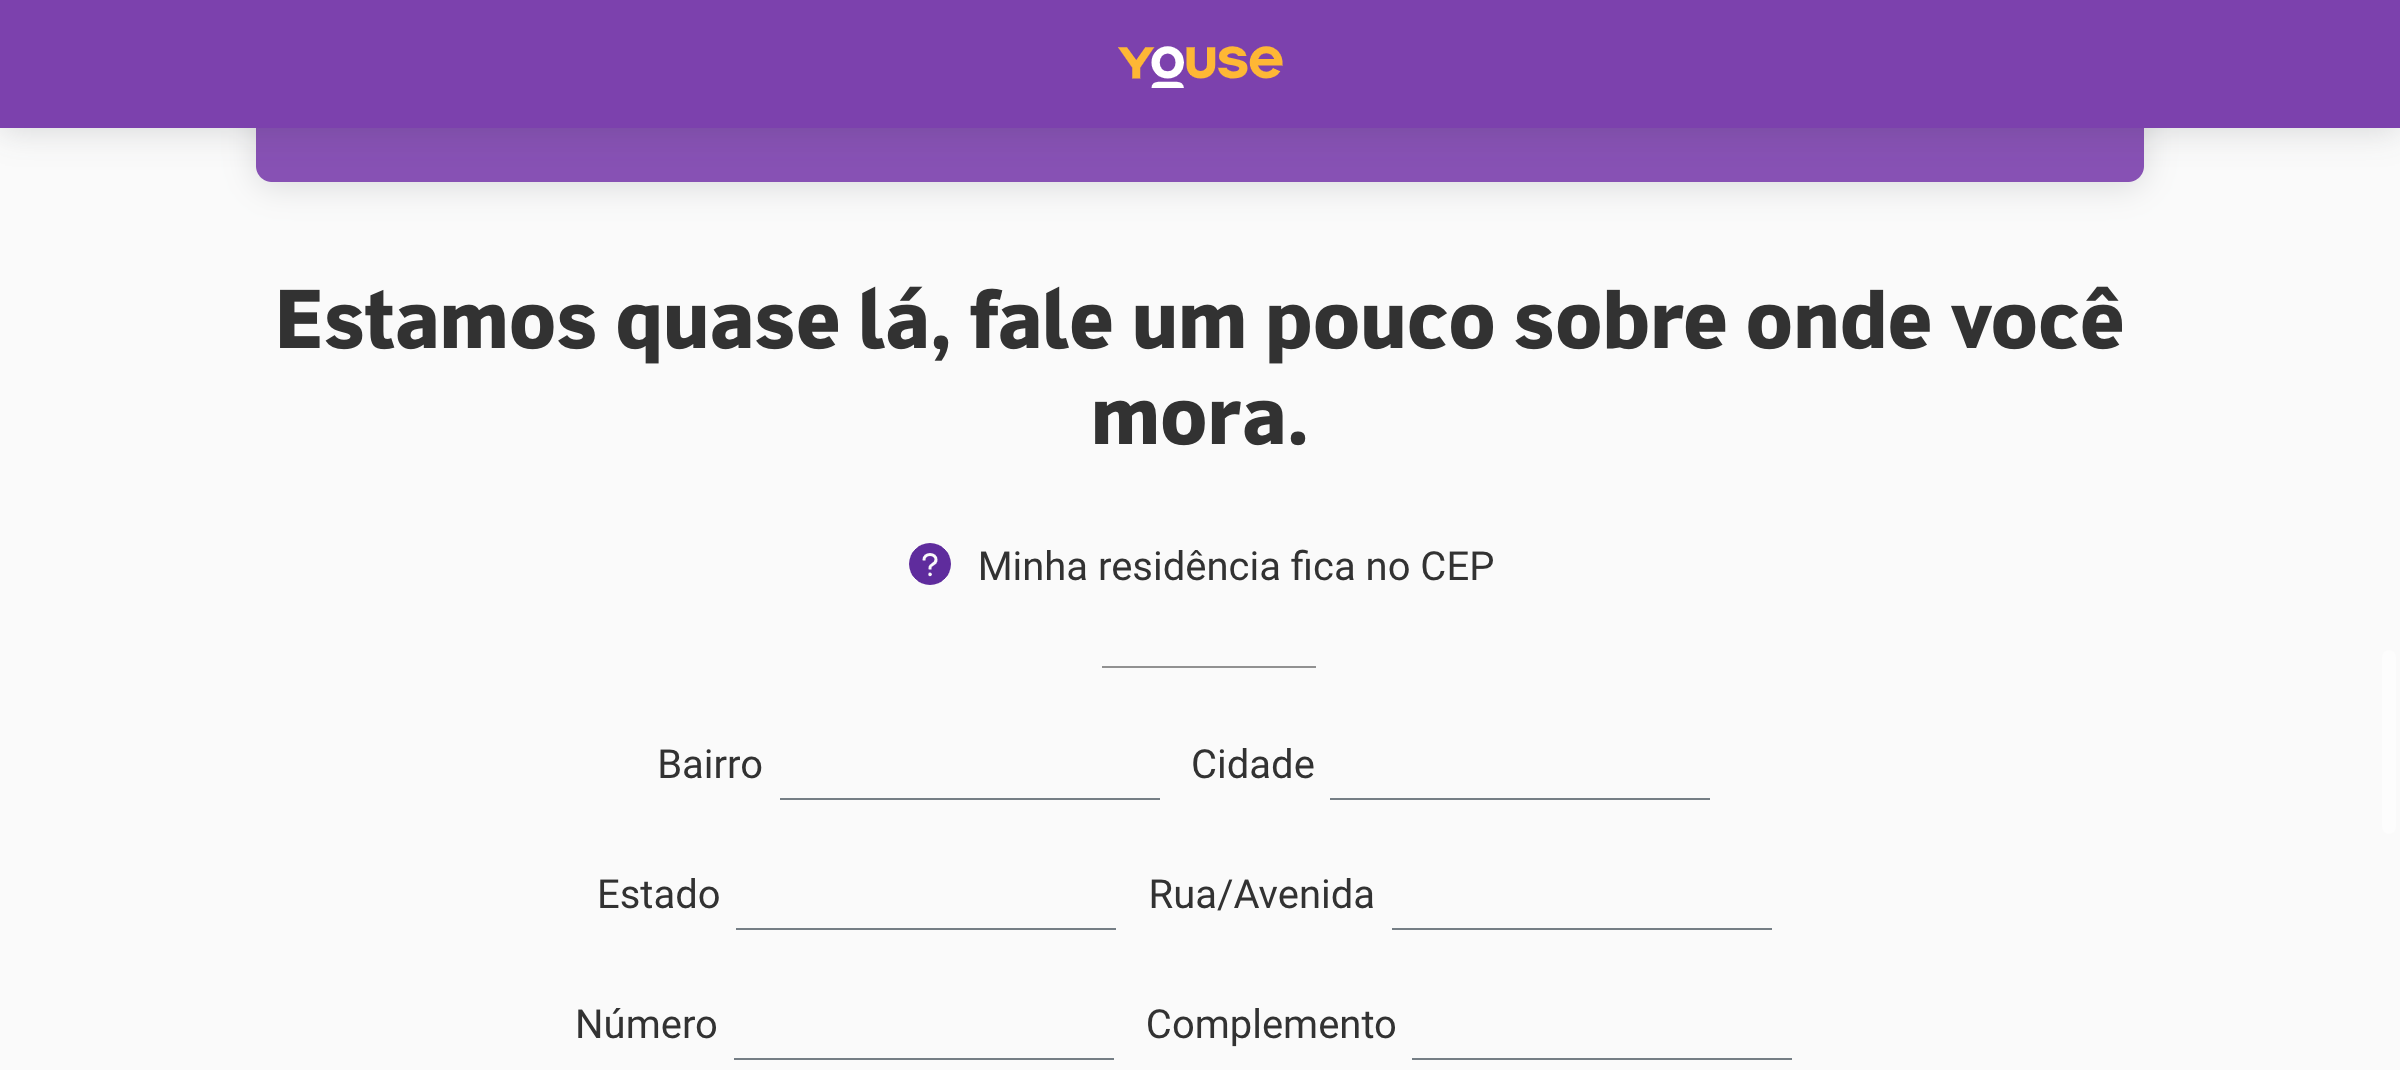 Youse
Estamos quase lá, fale um pouco sobre onde você
mora.
? Minha residência fica no CEP
Bairro Cidade
Estado Rua/Avenida
Número Complemento